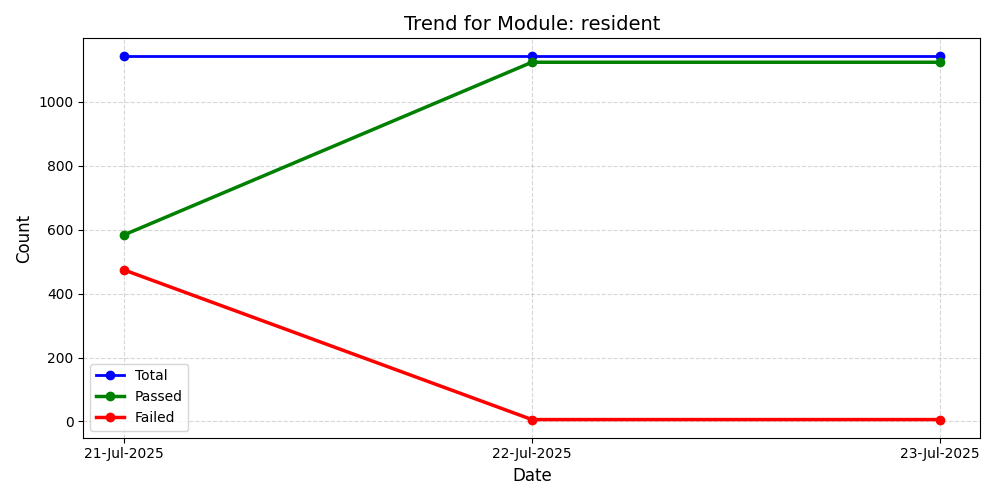 Trend for Module: resident
Count
1000
800
600
400
200
0
Total
Passed
Failed
21-Jul-2025
22-Jul-2025
23-Jul-2025
Date